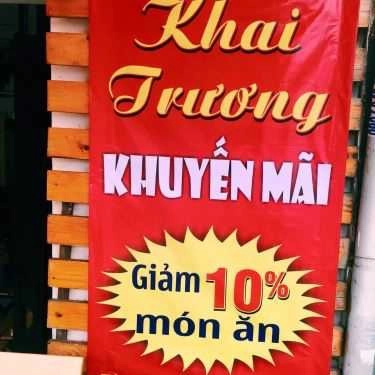 Khai
Trương
KHUYẾN MÃI
Giảm 10%
món ăn